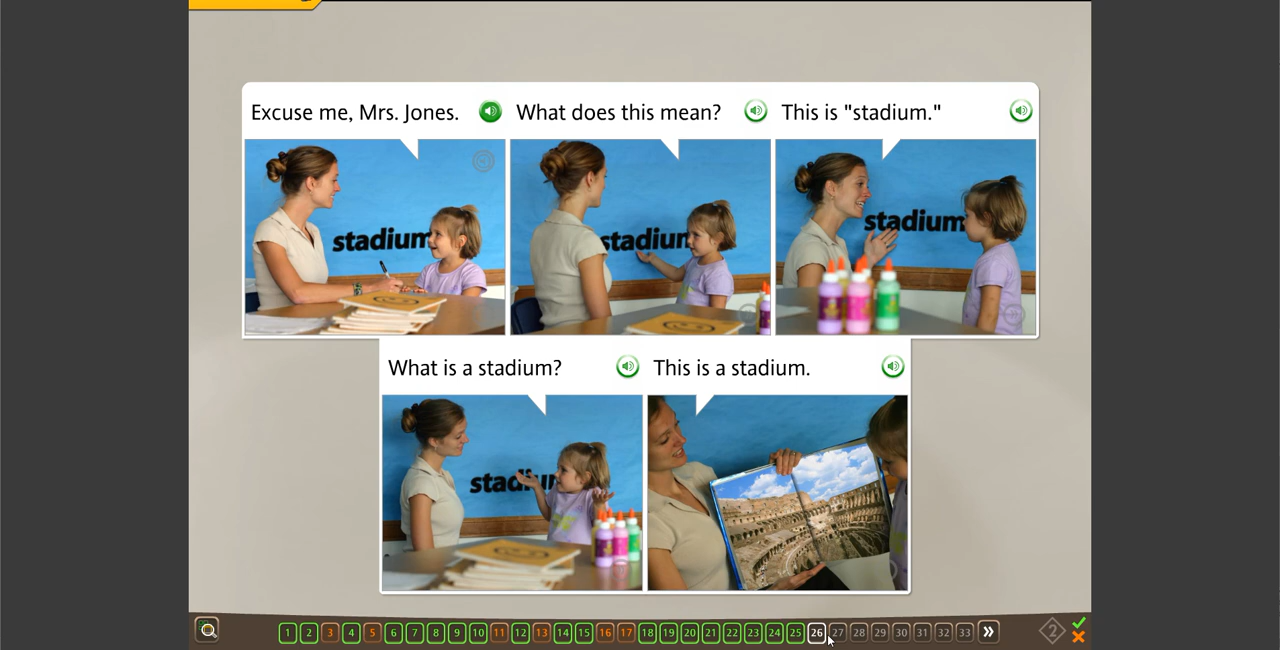 Excuse me, Mrs. Jones.
What does this mean?
This is "stadium."
stadium
stadium
stadium
What is a stadium?
This is a stadium.
stadium
1 2 3 4 5 6 7 8 9 10 11 12 13 14 15 16 17 18 19 20 21 22 23 24 25 26 27 28 29 30 31 32 33 »
2